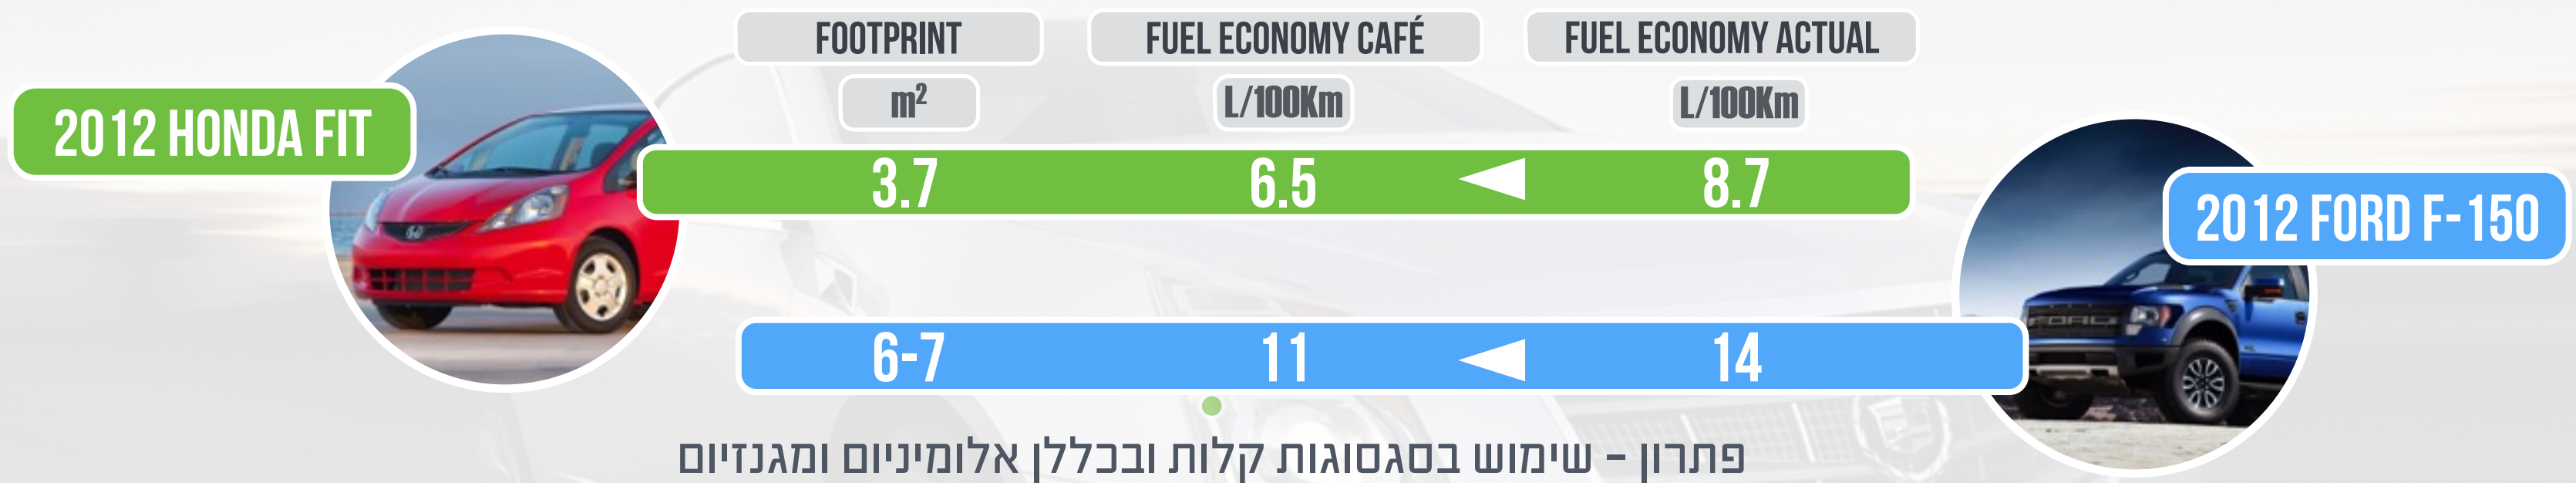 FOOTPRINT FUEL ECONOMY CAFÉ FUEL ECONOMY ACTUAL
m² L/100Km L/100Km
2012 HONDA FIT
3.7 6.5 8.7
2012 FORD F-150
6-7 11 14
FORD
פתרון - שימוש בסגסוגות קלות ובכללן אלומיניום ומגנזיום